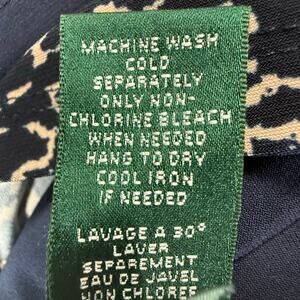 MACHINE WASH
COLD
SEPARATELY
ONLY NON-
CHLORINE BLEACH
WHEN NEEDED
HANG TO DRY
COOL IRON
IF NEEDED
LAVAGE A 30°
LAVER
SEPAREMENT
EAU DE JAVEL
NON CHLOREE